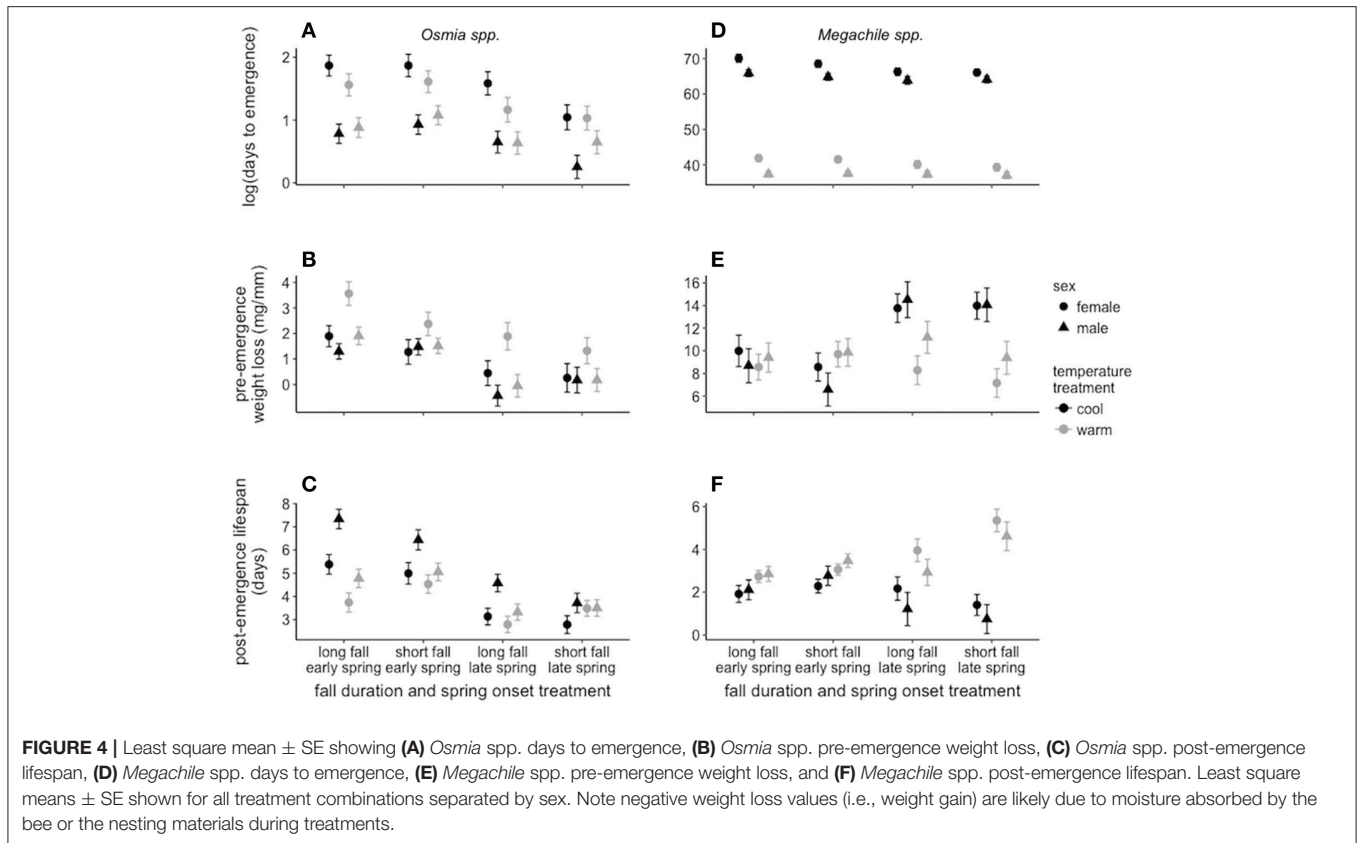 A
Osmia spp.
log(days to emergence)
2
1
0
D
Megachile spp.
70
60
50
40
B
pre-emergence
weight loss (mg/mm)
4
3
2
1
0
E
16
14
12
10
8
6
sex
female
male
temperature
treatment
cool
warm
C
post-emergence lifespan
(days)
8
7
6
5
4
3
long fall
early spring
short fall
early spring
long fall
late spring
short fall
late spring
fall duration and spring onset treatment
F
6
4
2
0
long fall
early spring
short fall
early spring
long fall
late spring
short fall
late spring
fall duration and spring onset treatment
FIGURE 4 | Least square mean ± SE showing (A) Osmia spp. days to emergence, (B) Osmia spp. pre-emergence weight loss, (C) Osmia spp. post-emergence
lifespan, (D) Megachile spp. days to emergence, (E) Megachile spp. pre-emergence weight loss, and (F) Megachile spp. post-emergence lifespan. Least square
means ± SE shown for all treatment combinations separated by sex. Note negative weight loss values (i.e., weight gain) are likely due to moisture absorbed by the
bee or the nesting materials during treatments.